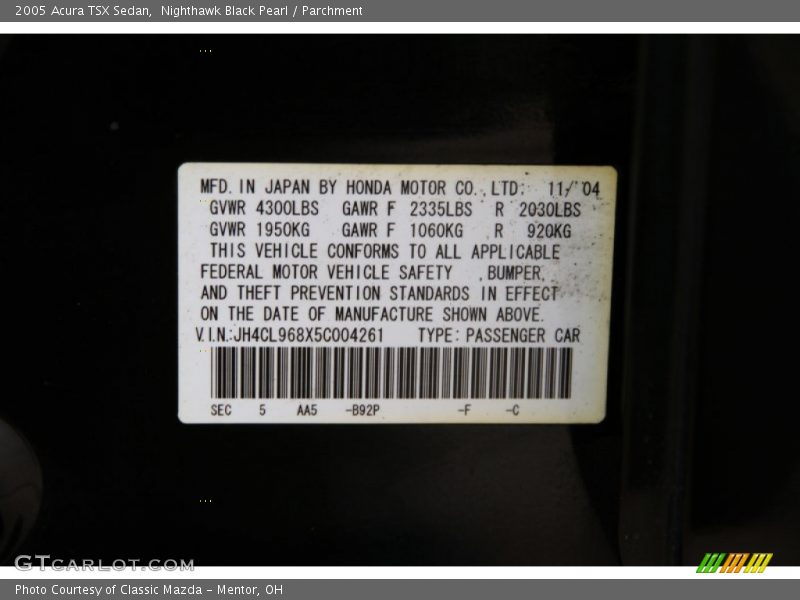 2005 Acura TSX Sedan,  Nighthawk Black Pearl / Parchment
MFD. IN JAPAN BY HONDA MOTOR CO., LTD. 11/'04
GVWR 4300LBS GAWR F 2335LBS R 2030LBS
GVWR 1950KG GAWR F 1060KG R 920KG
THIS VEHICLE CONFORMS TO ALL APPLICABLE
FEDERAL MOTOR VEHICLE SAFETY ,BUMPER,
AND THEFT PREVENTION STANDARDS IN EFFECT
ON THE DATE OF MANUFACTURE SHOWN ABOVE.
V.I.N.:JH4CL968X5C004261 TYPE: PASSENGER CAR
SEC 5 AA5 -B92P -F -C
GTCARLOT.COM
Photo Courtesy of Classic Mazda - Mentor, OH